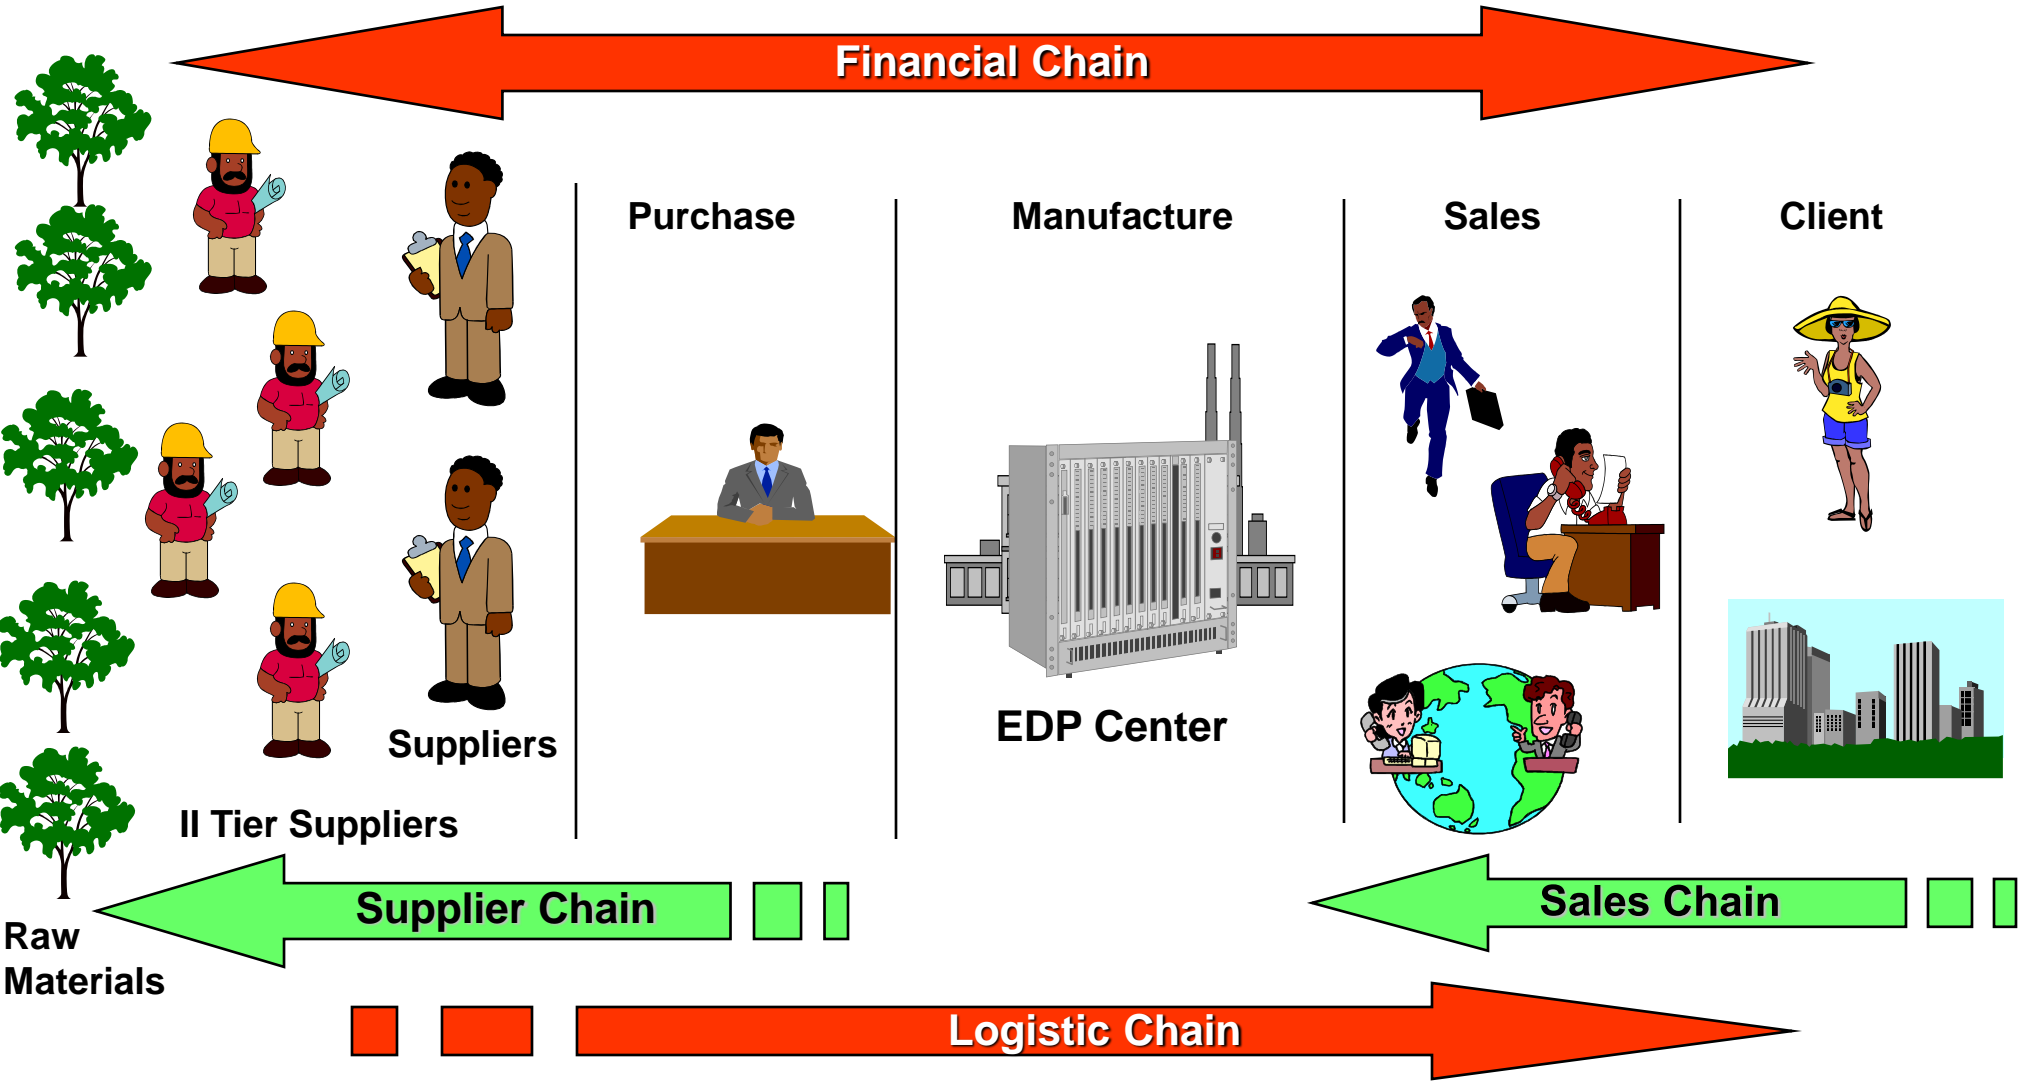 Financial Chain
Purchase
Manufacture
Sales
Client
EDP Center
Suppliers
II Tier Suppliers
Supplier Chain
Sales Chain
Raw
Materials
Logistic Chain